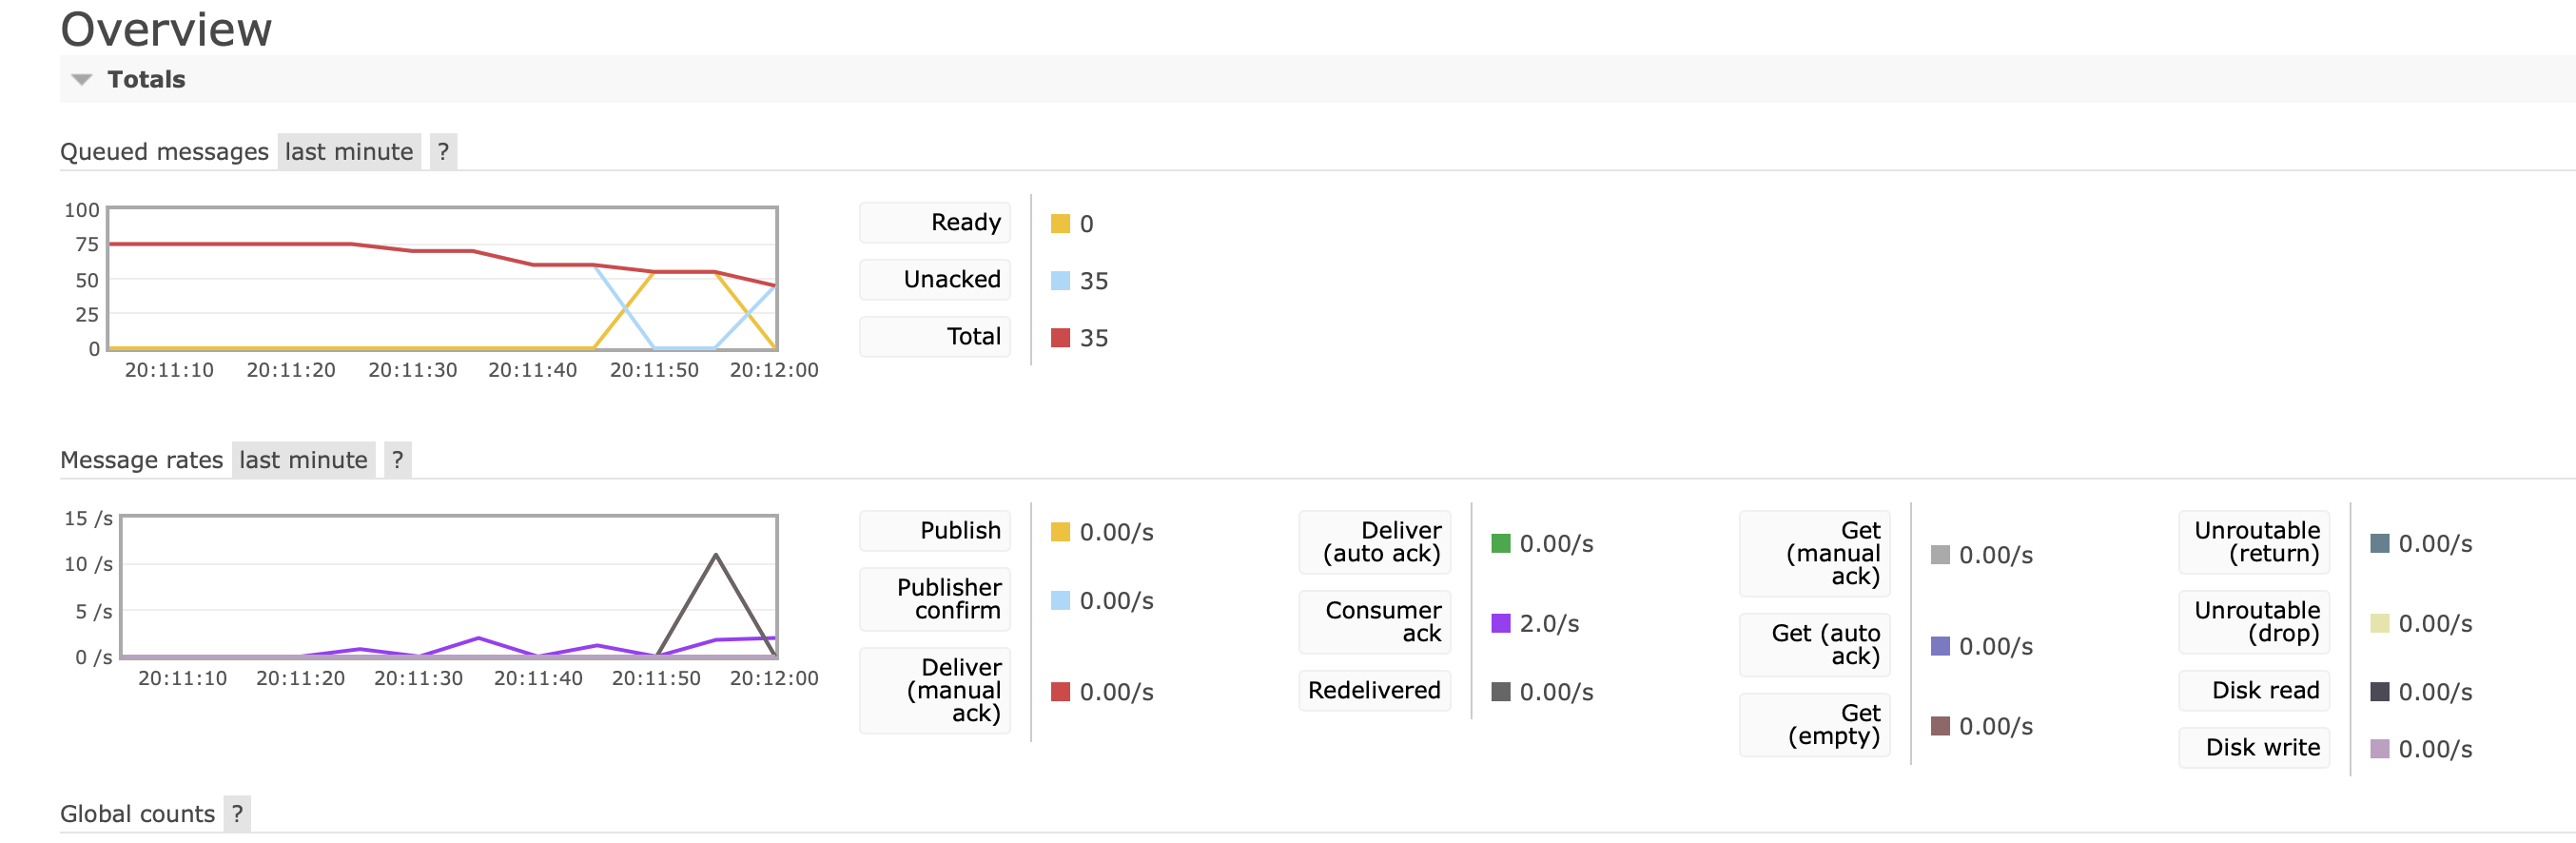 Overview
Totals
Queued messages last minute ?
100
75
50
25
0
20:11:10 20:11:20 20:11:30 20:11:40 20:11:50 20:12:00
Ready 0
Unacked 35
Total 35
Message rates last minute ?
15 /s
10 /s
5 /s
0 /s
20:11:10 20:11:20 20:11:30 20:11:40 20:11:50 20:12:00
Publish 0.00/s
Publisher
confirm 0.00/s
Deliver
(manual
ack) 0.00/s
Deliver
(auto ack) 0.00/s
Consumer
ack 2.0/s
Redelivered 0.00/s
Get
(manual
ack) 0.00/s
Get (auto
ack) 0.00/s
Get
(empty) 0.00/s
Unroutable
(return) 0.00/s
Unroutable
(drop) 0.00/s
Disk read 0.00/s
Disk write 0.00/s
Global counts ?